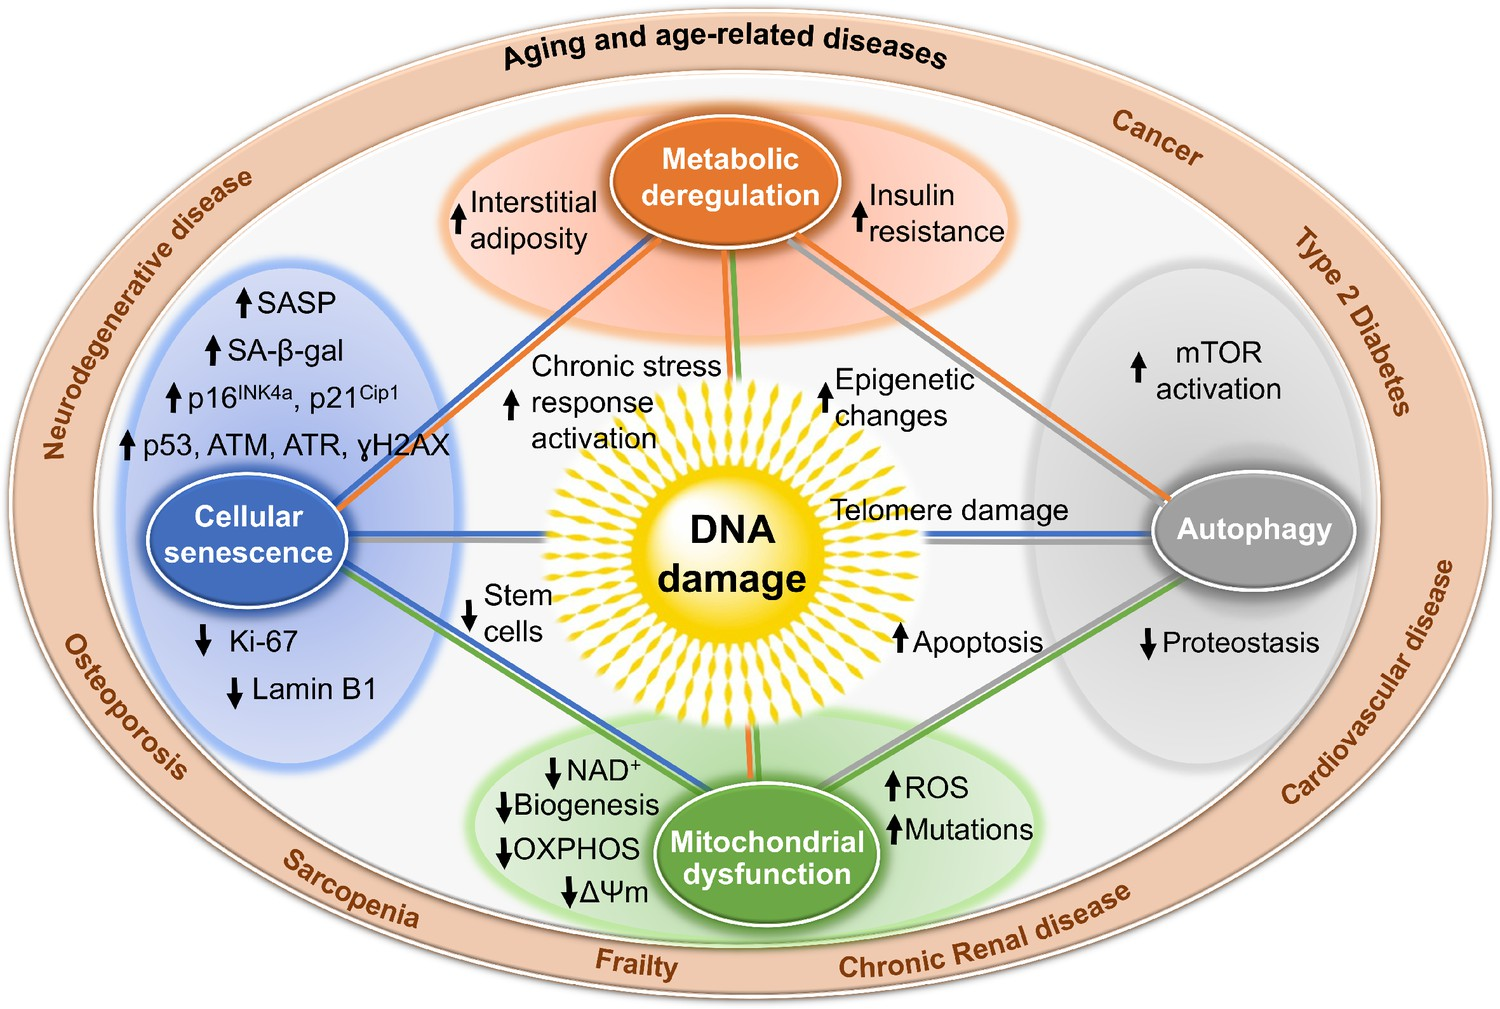 Aging and age-related diseases
Cancer
Type 2 Diabetes
Cardiovascular disease
Chronic Renal disease
Frailty
Sarcopenia
Osteoporosis
Neurodegenerative disease
Metabolic
deregulation
Interstitial
adiposity
Insulin
resistance
SASP
SA-β-gal
p16INK4a, p21Cip1
p53, ATM, ATR, ɣH2AX
Cellular
senescence
Ki-67
Lamin B1
Chronic stress
response
activation
Epigenetic
changes
mTOR
activation
Telomere damage
Autophagy
DNA
damage
Stem
cells
Apoptosis
Proteostasis
NAD+
Biogenesis
OXPHOS
ΔΨm
ROS
Mutations
Mitochondrial
dysfunction